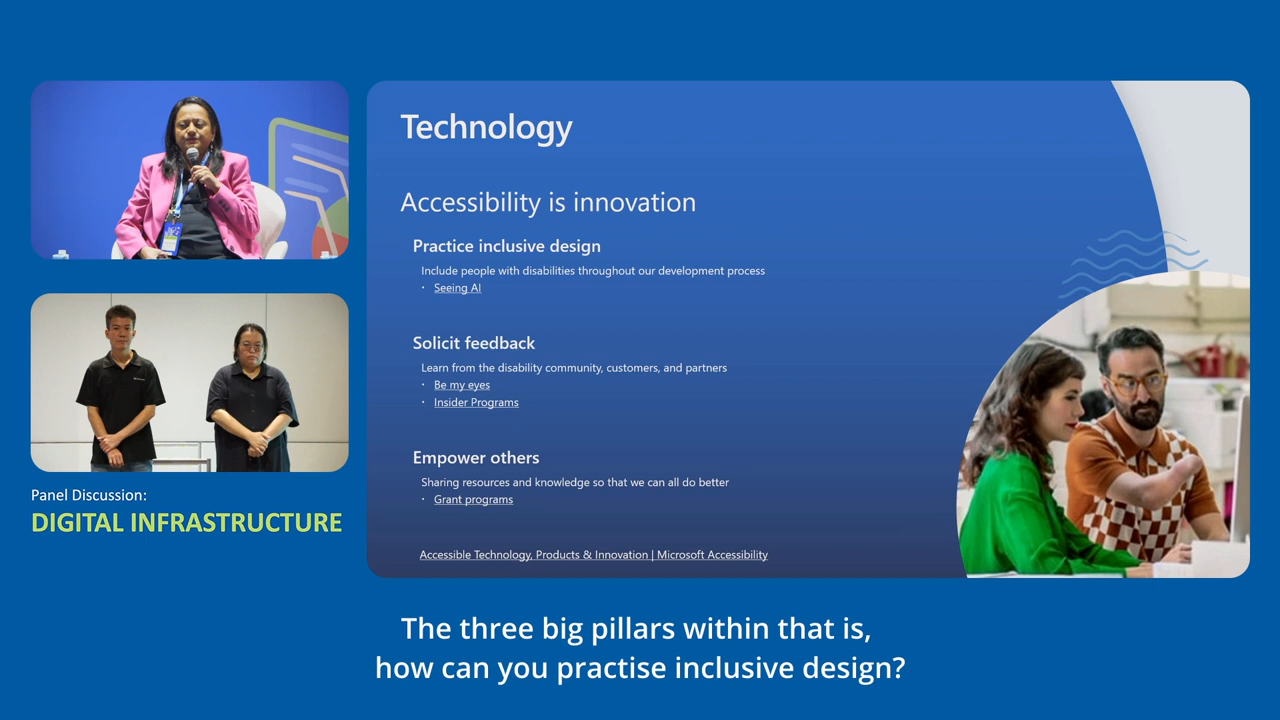 Technology
Accessibility is innovation
Practice inclusive design
Include people with disabilities throughout our development process
· Seeing AI
Solicit feedback
Learn from the disability community, customers, and partners
· Be my eyes
· Insider Programs
Empower others
Sharing resources and knowledge so that we can all do better
· Grant programs
Accessible Technology, Products & Innovation | Microsoft Accessibility
Panel Discussion:
DIGITAL INFRASTRUCTURE
The three big pillars within that is,
how can you practise inclusive design?